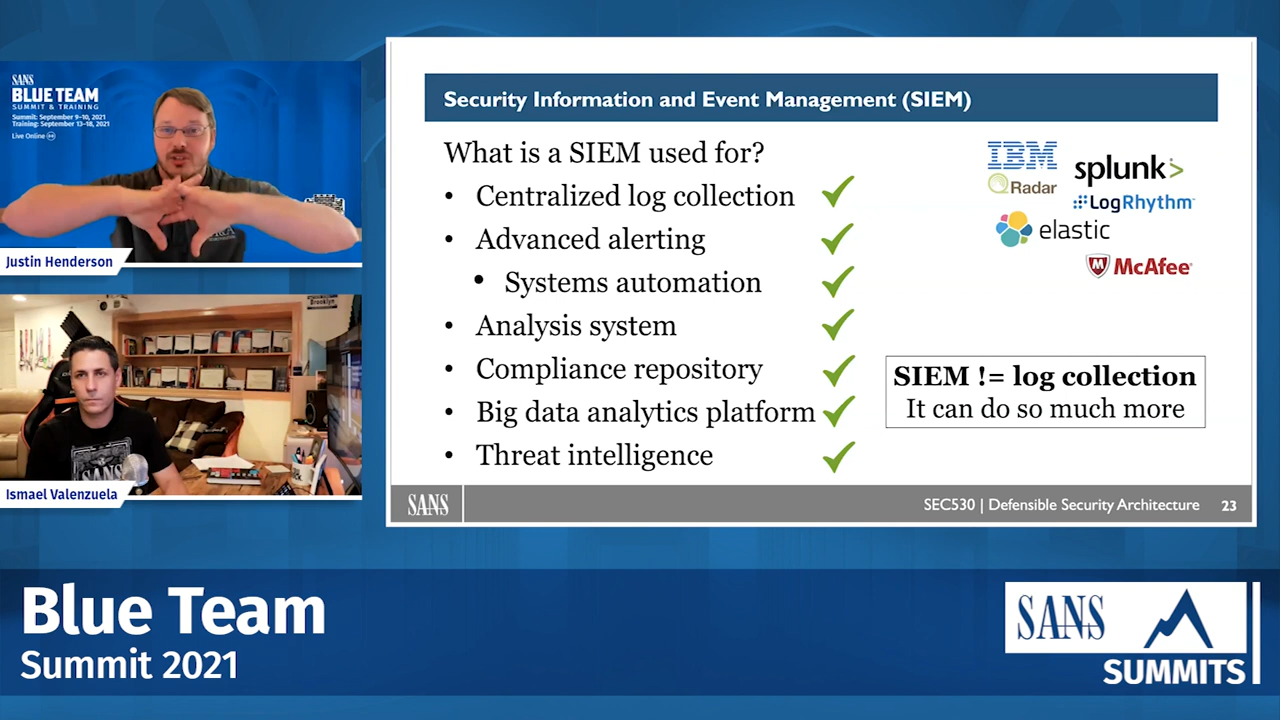 SANS
BLUE TEAM
SUMMIT & TRAINING
Summit: September 9-10, 2021
Training: September 13-18, 2021
Live Online
Justin Henderson
Brooklyn
SANS
Ismael Valenzuela
Security Information and Event Management (SIEM)
What is a SIEM used for?
• Centralized log collection
• Advanced alerting
• Systems automation
• Analysis system
• Compliance repository
• Big data analytics platform
• Threat intelligence
IBM
Radar
splunk>
LogRhythm
elastic
McAfee
SIEM != log collection
It can do so much more
SANS
SEC530 | Defensible Security Architecture 23
Blue Team
Summit 2021
SANS
SUMMITS